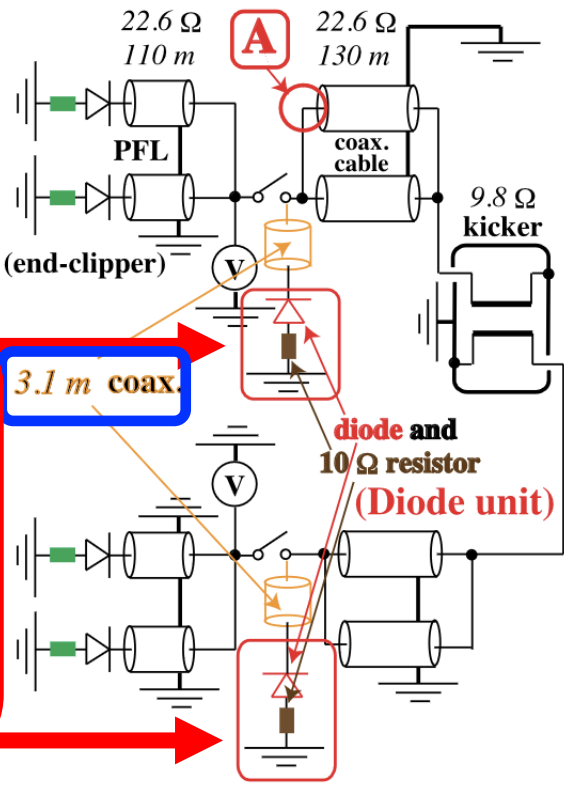 22.6 Ω
110 m
A
22.6 Ω
130 m
PFL
coax.
cable
9.8 Ω
kicker
(end-clipper)
V
3.1 m coax.
diode and
10 Ω resistor
(Diode unit)
V